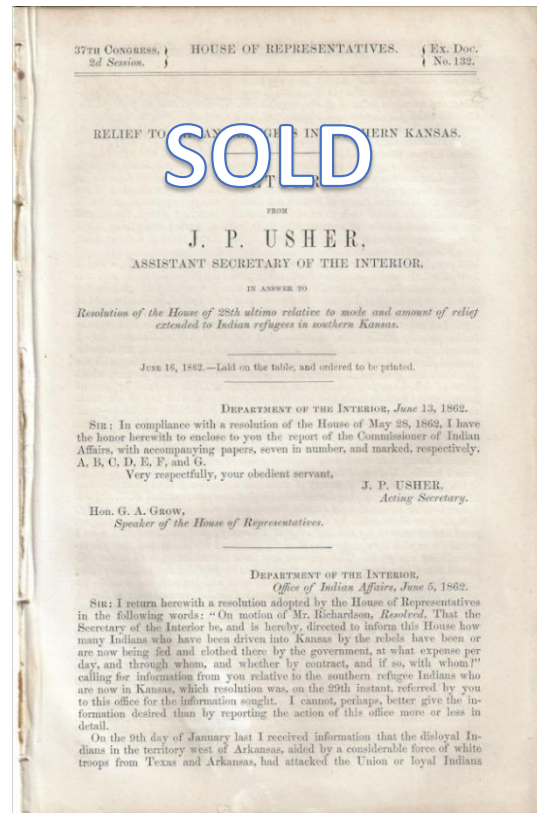 37TH CONGRESS, HOUSE OF REPRESENTATIVES. Ex. Doc.
2d Session. No. 132.
RELIEF TO IN SOUTHERN KANSAS.
SOLD
FROM
J. P. USHER,
ASSISTANT SECRETARY OF THE INTERIOR,
IN ANSWER TO
Resolution of the House of 28th ultimo relative to mode and amount of relief
extended to Indian refugees in southern Kansas.
JUNE 16, 1862.—Laid on the table, and ordered to be printed.
DEPARTMENT OF THE INTERIOR, June 13, 1862.
SIR: In compliance with a resolution of the House of May 28, 1862, I have
the honor herewith to enclose to you the report of the Commissioner of Indian
Affairs, with accompanying papers, seven in number, and marked, respectively,
A, B, C, D, E, F, and G.
Very respectfully, your obedient servant,
J. P. USHER,
Acting Secretary.
Hon. G. A. GROW,
Speaker of the House of Representatives.
DEPARTMENT OF THE INTERIOR,
Office of Indian Affairs, June 5, 1862.
SIR: I return herewith a resolution adopted by the House of Representatives
in the following words: "On motion of Mr. Richardson, Resolved, That the
Secretary of the Interior be, and is hereby, directed to inform this House how
many Indians who have been driven into Kansas by the rebels have been or
are now being fed and clothed there by the government, at what expense per
day, and through whom, and whether by contract, and if so, with whom?"
calling for information from you relative to the southern refugee Indians who
are now in Kansas, which resolution was, on the 29th instant, referred by you
to this office for the information sought. I cannot, perhaps, better give the in-
formation desired than by reporting the action of this office more or less in
detail.
On the 9th day of January last I received information that the disloyal In-
dians in the territory west of Arkansas, aided by a considerable force of white
troops from Texas and Arkansas, had attacked the Union or loyal Indians